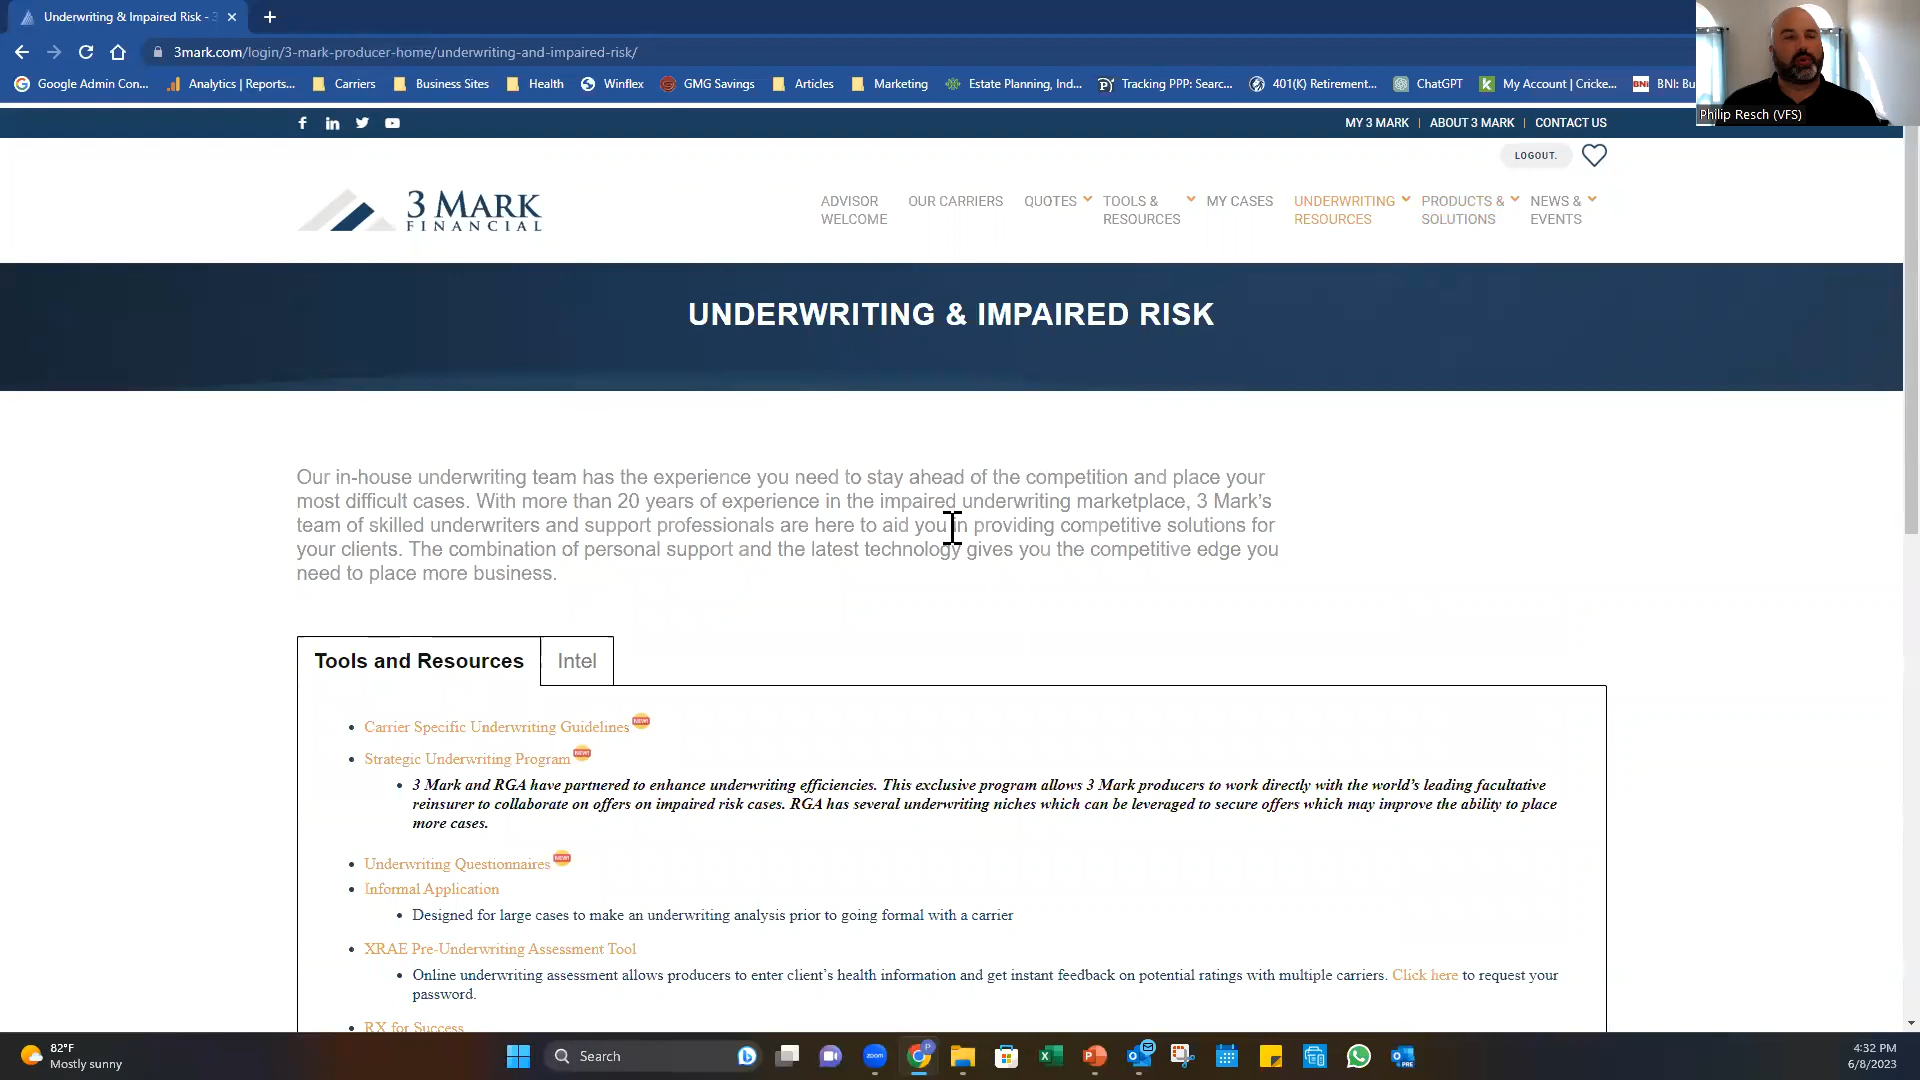 Underwriting & Impaired Risk - 3
3mark.com/login/3-mark-producer-home/underwriting-and-impaired-risk/
Google Admin Con... Analytics | Reports... Carriers Business Sites Health Winflex GMG Savings Articles Marketing Estate Planning, Ind... Tracking PPP: Searc... 401(K) Retirement... ChatGPT My Account | Cricke... BNI: Bu
Philip Resch (VFS)
MY 3 MARK | ABOUT 3 MARK | CONTACT US
LOGOUT.
3 MARK
FINANCIAL
ADVISOR WELCOME
OUR CARRIERS
QUOTES
TOOLS & RESOURCES
MY CASES
UNDERWRITING RESOURCES
PRODUCTS & SOLUTIONS
NEWS & EVENTS
UNDERWRITING & IMPAIRED RISK
Our in-house underwriting team has the experience you need to stay ahead of the competition and place your
most difficult cases. With more than 20 years of experience in the impaired underwriting marketplace, 3 Mark's
team of skilled underwriters and support professionals are here to aid you in providing competitive solutions for
your clients. The combination of personal support and the latest technology gives you the competitive edge you
need to place more business.
Tools and Resources
Intel
• Carrier Specific Underwriting Guidelines NEW!
• Strategic Underwriting Program NEW!
• 3 Mark and RGA have partnered to enhance underwriting efficiencies. This exclusive program allows 3 Mark producers to work directly with the world's leading facultative
reinsurer to collaborate on offers on impaired risk cases. RGA has several underwriting niches which can be leveraged to secure offers which may improve the ability to place
more cases.
• Underwriting Questionnaires NEW!
• Informal Application
• Designed for large cases to make an underwriting analysis prior to going formal with a carrier
• XRAE Pre-Underwriting Assessment Tool
• Online underwriting assessment allows producers to enter client's health information and get instant feedback on potential ratings with multiple carriers. Click here to request your
password.
• RX for Success
82°F
Mostly sunny
Search
zoom
PRE
4:32 PM
6/8/2023